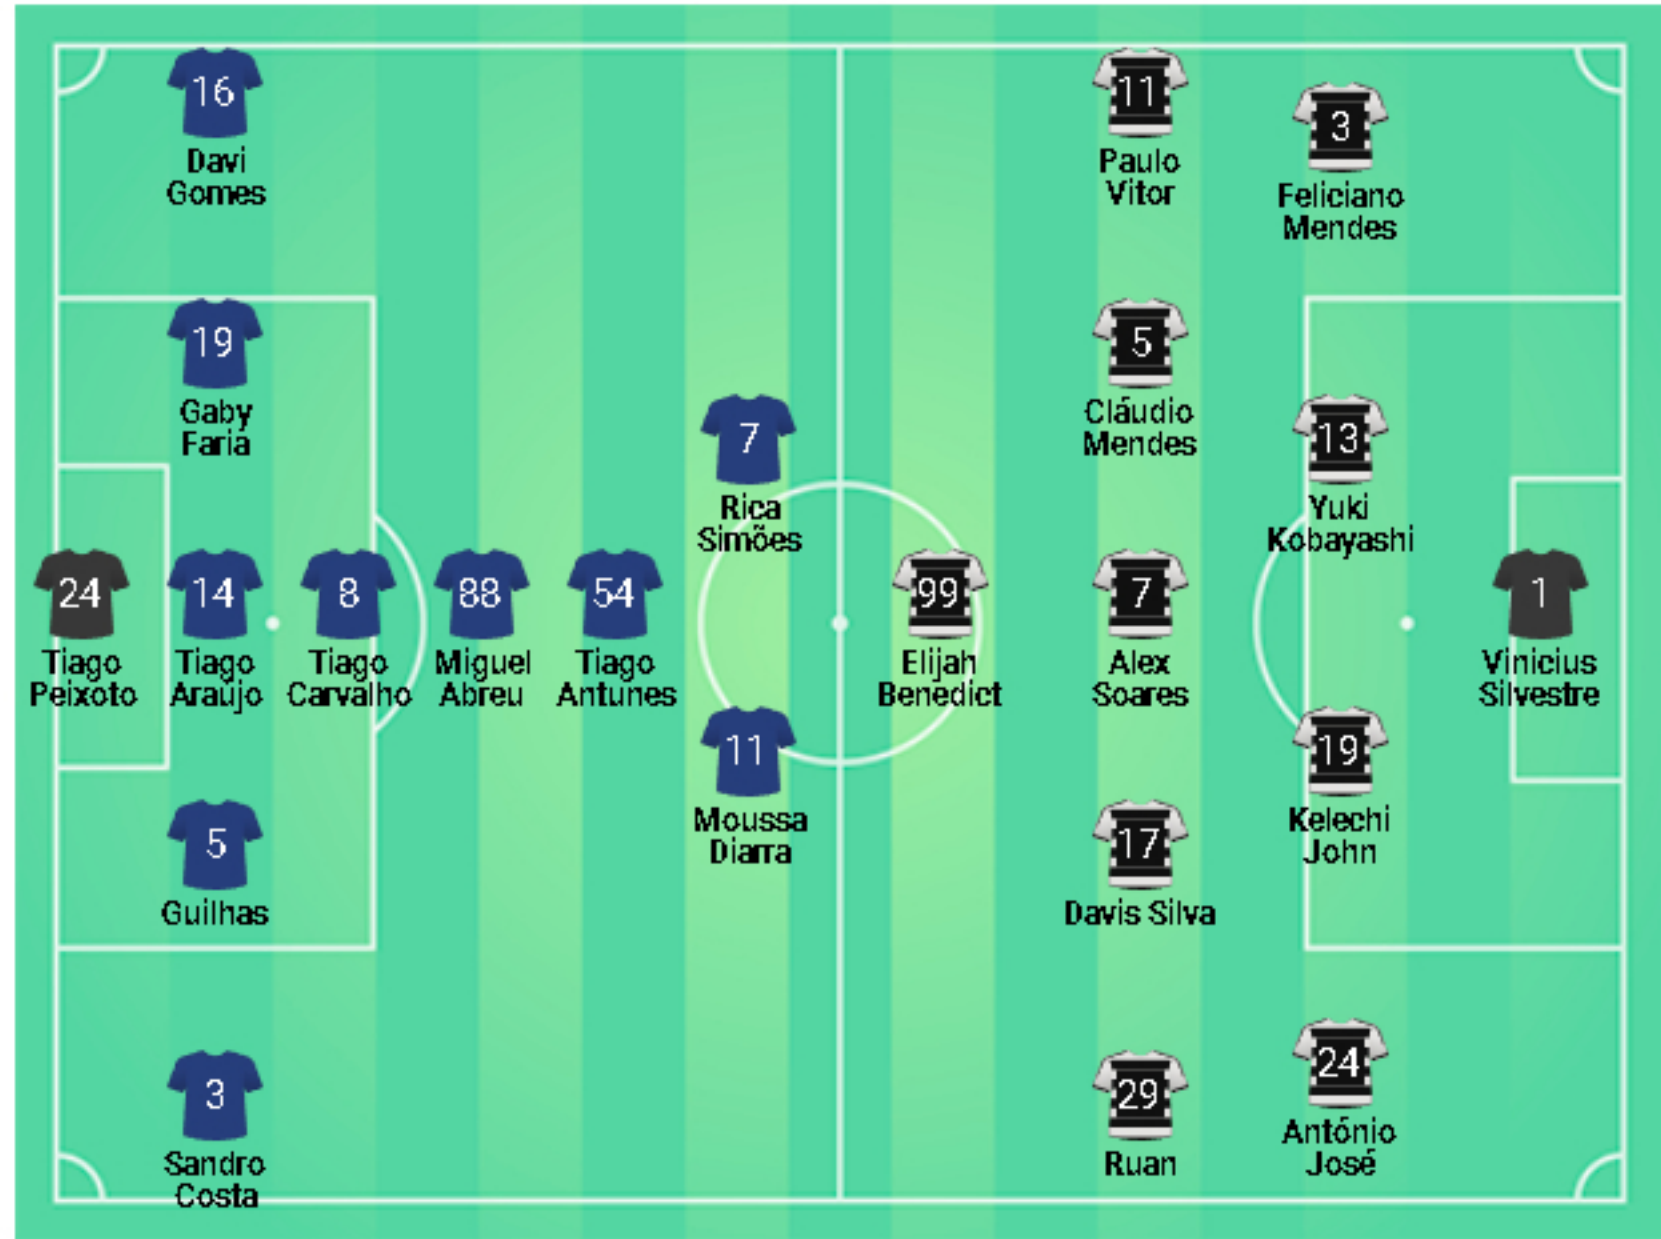 16
Davi
Gomes
19
Gaby
Faria
24
Tiago
Peixoto
14
Tiago
Araújo
8
Tiago
Carvalho
88
Miguel
Abreu
54
Tiago
Antunes
7
Rica
Simões
11
Moussa
Diarra
5
Guilhas
3
Sandro
Costa
11
Paulo
Vitor
3
Feliciano
Mendes
5
Cláudio
Mendes
13
Yuki
Kobayashi
99
Elijah
Benedict
7
Alex
Soares
1
Vinicius
Silvestre
19
Kelechi
John
17
Davis Silva
24
António
José
29
Ruan